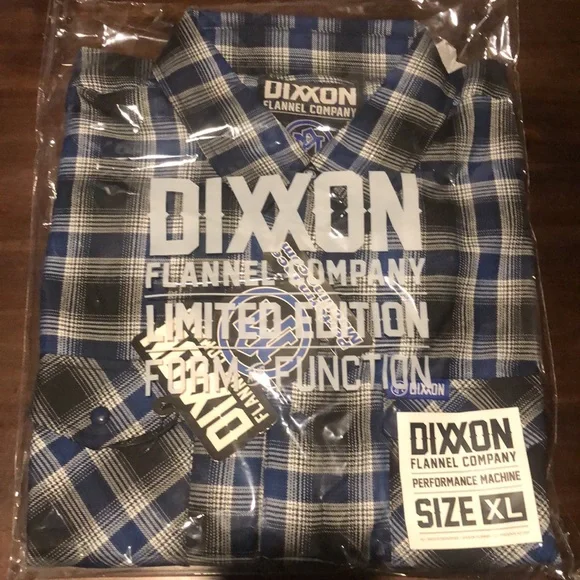 DIXXON
FLANNEL COMPANY
DIXXON
FLANNEL COMPANY
LIMITED EDITION
FORM & FUNCTION
DIXXON
FLANNEL
DIXXON
DIXXON
FLANNEL COMPANY
PERFORMANCE MACHINE
SIZE XL